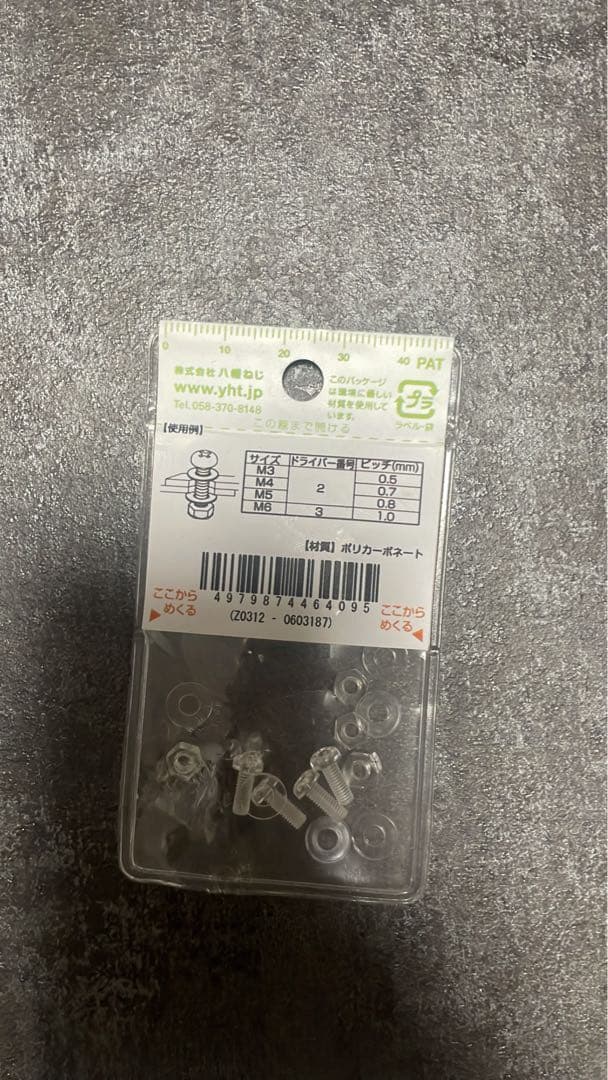 0 10 20 30 40 PAT
株式会社 八幡ねじ
www.yht.jp
Tel.058-370-8148
このパッケージ
は環境に優しい
材質を使用して
います。
プラ
ラベル・袋
この線まで開ける
【使用例】
サイズ ドライバー番号 ピッチ(mm)
M3 2 0.5
M4 0.7
M5 0.8
M6 3 1.0
【材質】ポリカーボネート
4979874464095
(Z0312 - 0603187)
ここから
めくる
ここから
めくる